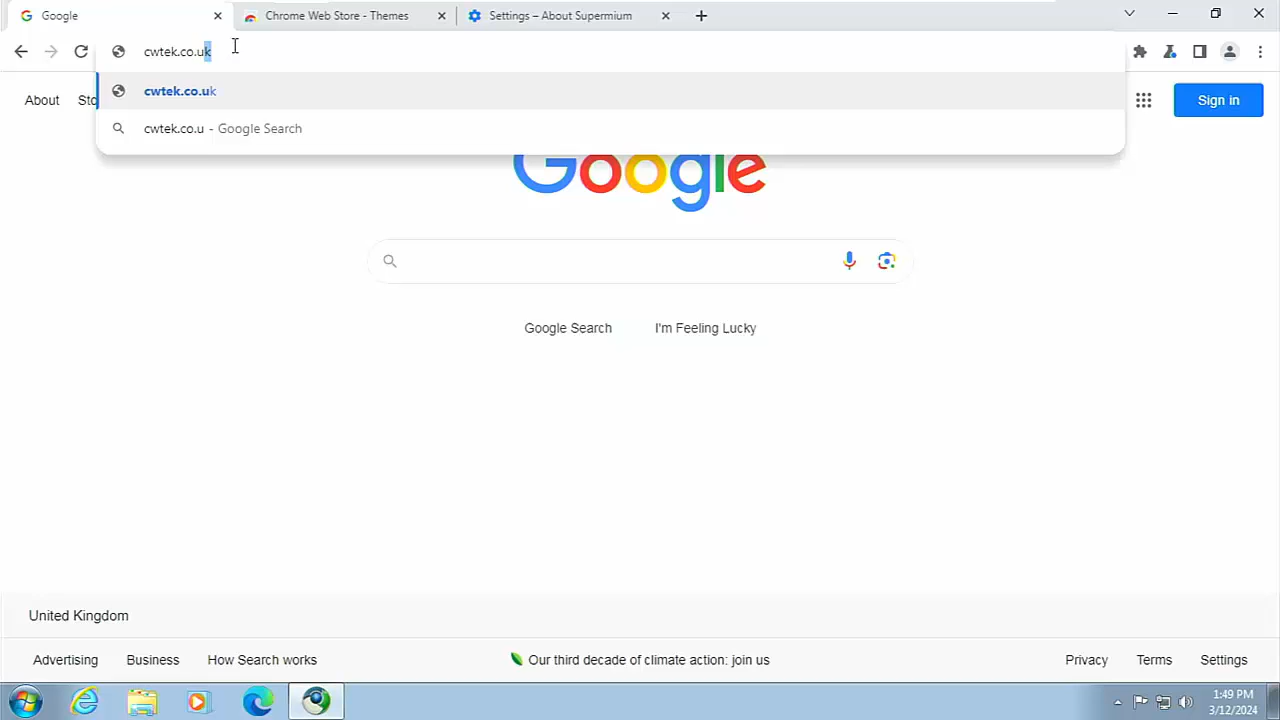 Google
Chrome Web Store - Themes
Settings – About Supermium
cwtek.co.uk
cwtek.co.uk
cwtek.co.u - Google Search
About
Sto
Sign in
Google
Google Search
I'm Feeling Lucky
United Kingdom
Advertising
Business
How Search works
Our third decade of climate action: join us
Privacy
Terms
Settings
1:49 PM
3/12/2024